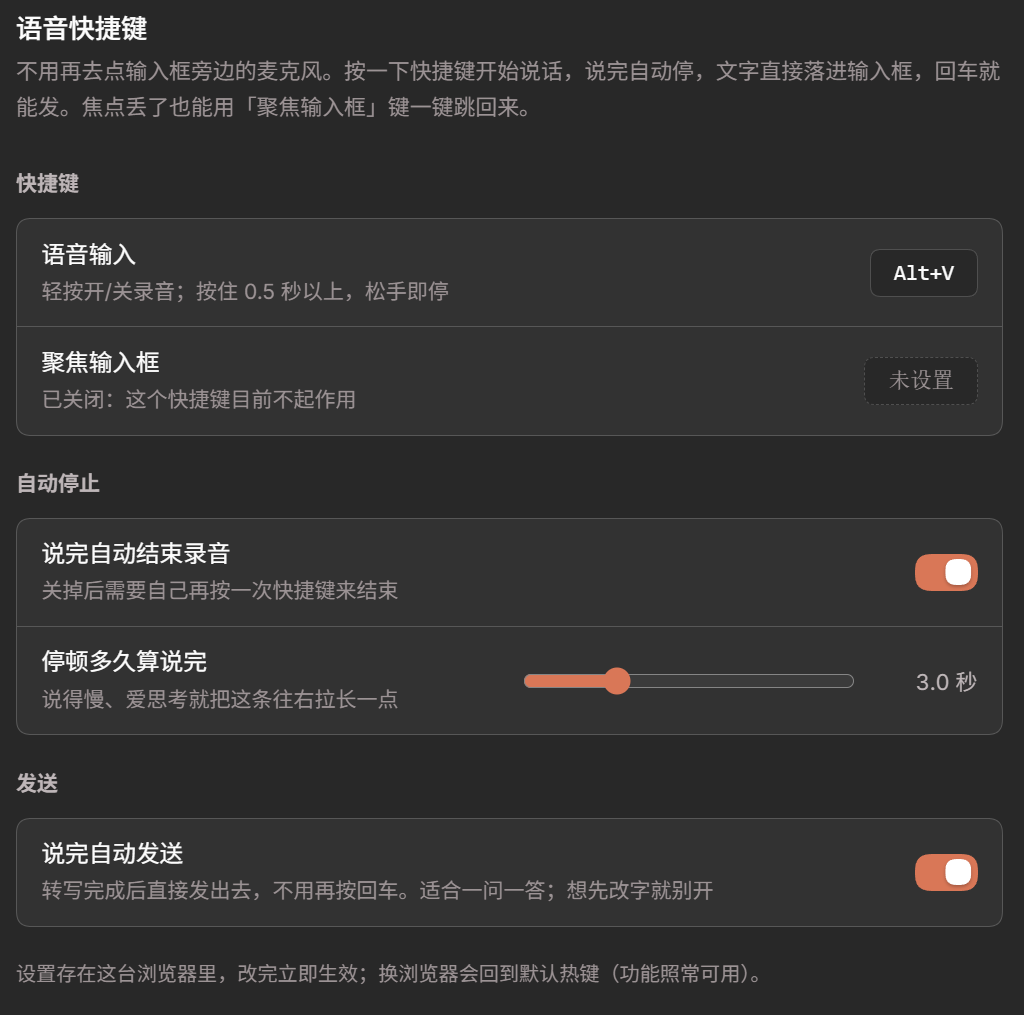 语音快捷键
不用再去点输入框旁边的麦克风。按一下快捷键开始说话，说完自动停，文字直接落进输入框，回车就
能发。焦点丢了也能用「聚焦输入框」键一键跳回来。
快捷键
语音输入
轻按开/关录音；按住 0.5 秒以上，松手即停
Alt+V
聚焦输入框
已关闭：这个快捷键目前不起作用
未设置
自动停止
说完自动结束录音
关掉后需要自己再按一次快捷键来结束
停顿多久算说完
说得慢、爱思考就把这条往右拉长一点
3.0 秒
发送
说完自动发送
转写完成后直接发出去，不用再按回车。适合一问一答；想先改字就别开
设置存在这台浏览器里，改完立即生效；换浏览器会回到默认热键（功能照常可用）。